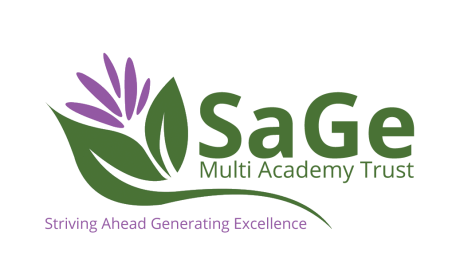 SaGe
Multi Academy Trust
Striving Ahead Generating Excellence